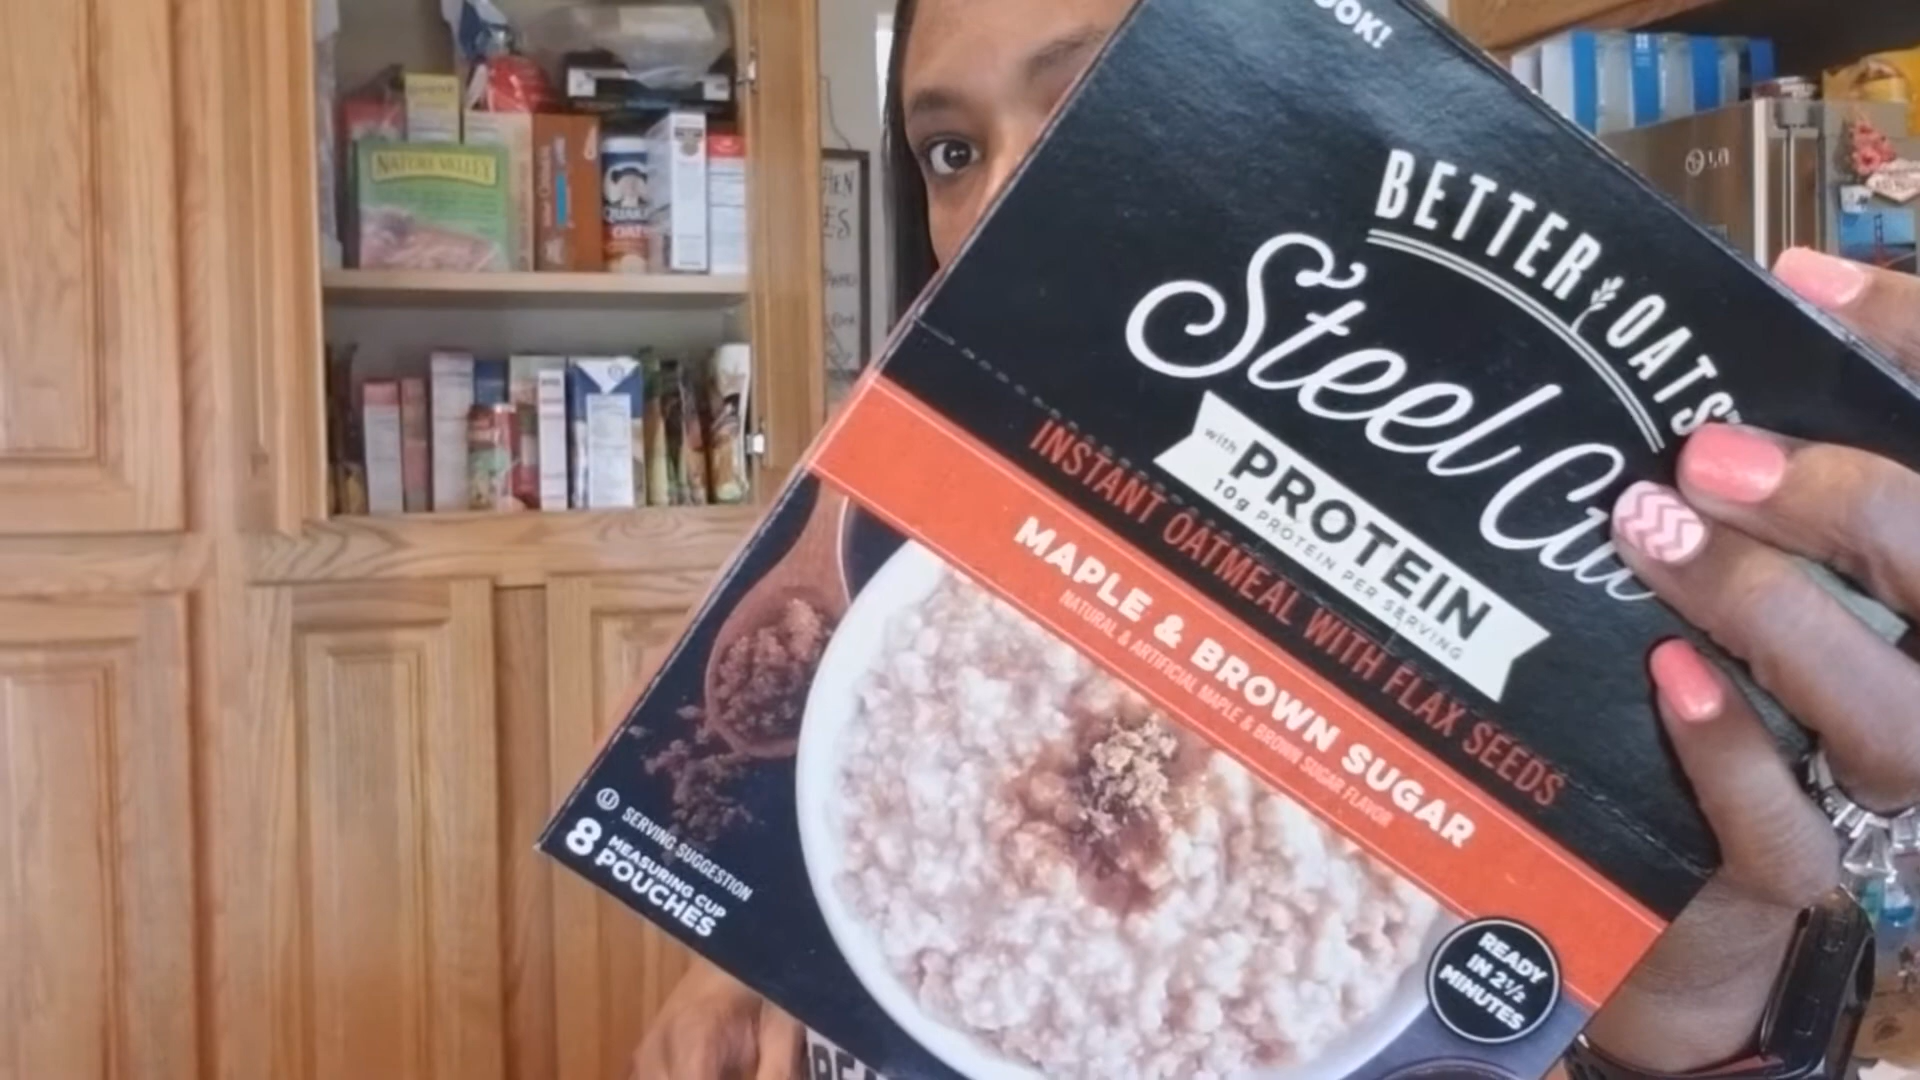 OOK!
BETTER OATS
Steel Cut
with PROTEIN
10g PROTEIN PER SERVING
INSTANT OATMEAL WITH FLAX SEEDS
MAPLE & BROWN SUGAR
NATURAL & ARTIFICIAL MAPLE & BROWN SUGAR FLAVOR
U
SERVING SUGGESTION
8 MEASURING CUP
POUCHES
READY
IN 2½
MINUTES
NATURE VALLEY
QUAKER
OATS
LG